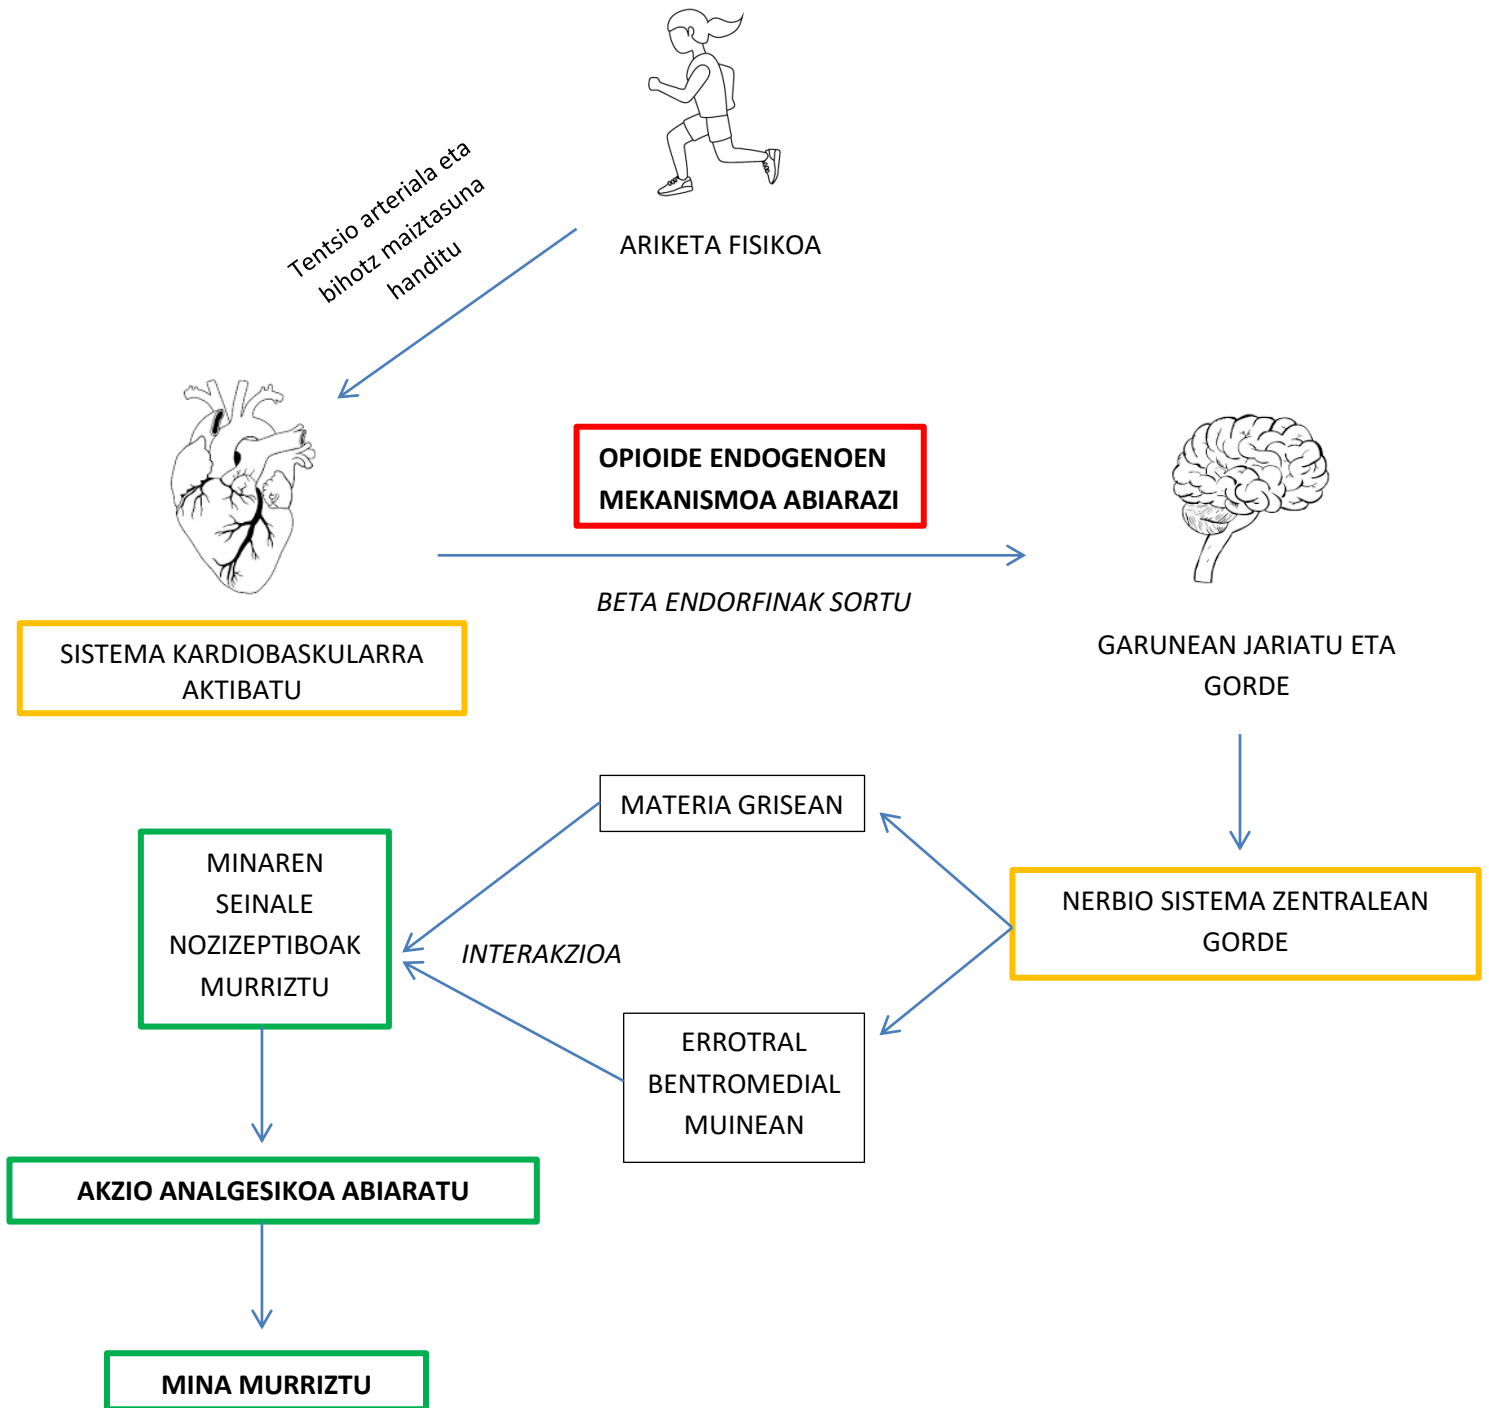 Tentsio arteriala eta
bihotz maiztasuna
handitu
ARIKETA FISIKOA
OPIOIDE ENDOGENOEN
MEKANISMOA ABIARAZI
BETA ENDORFINAK SORTU
SISTEMA KARDIOBASKULARRA
AKTIBATU
GARUNEAN JARIATU ETA
GORDE
MATERIA GRISEAN
MINAREN
SEINALE
NOZIZEPTIBOAK
MURRIZTU
INTERAKZIOA
NERBIO SISTEMA ZENTRALEAN
GORDE
ERROTRAL
BENTROMEDIAL
MUINEAN
AKZIO ANALGESIKOA ABIARATU
MINA MURRIZTU